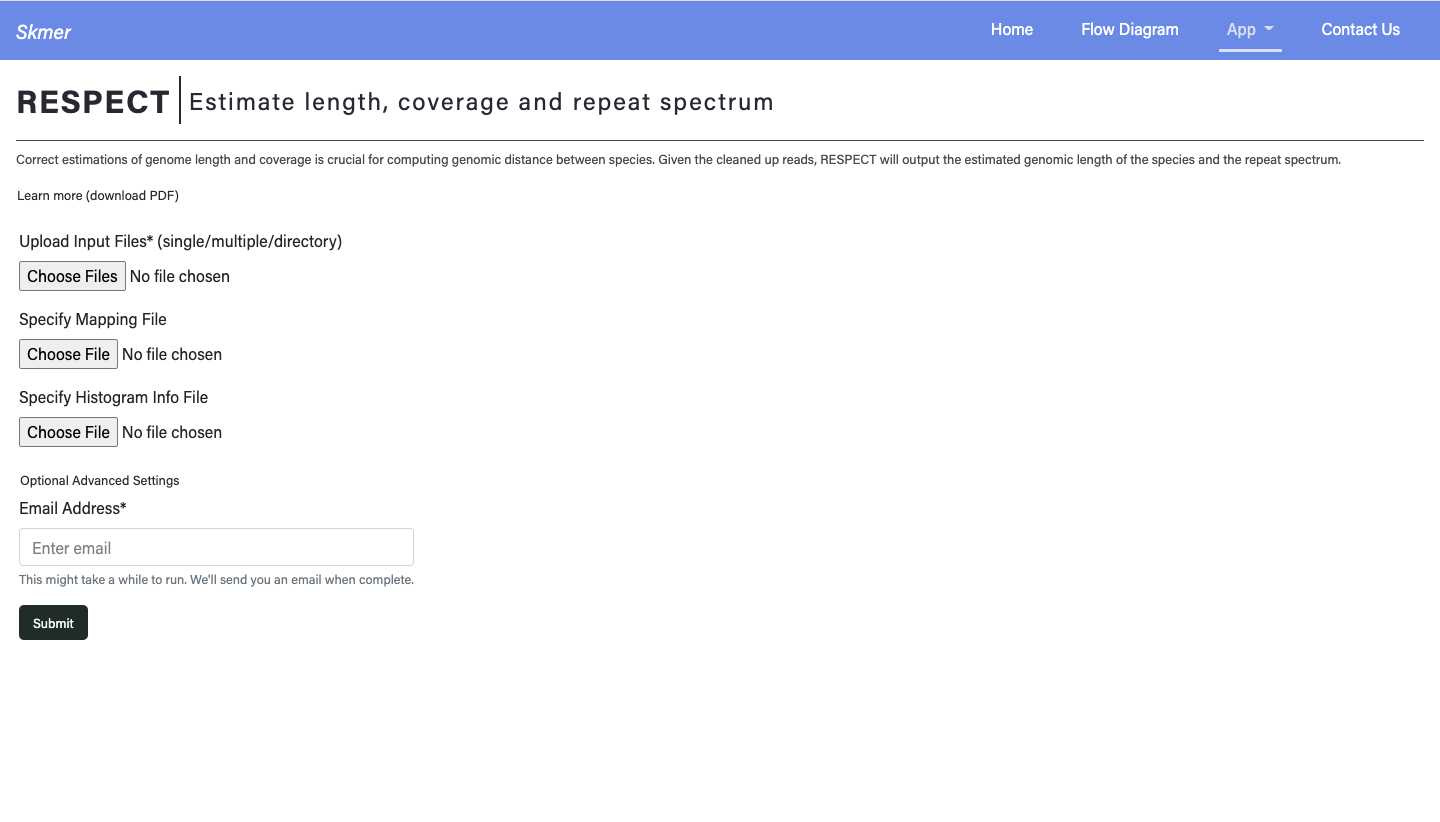 Skmer
Home Flow Diagram App Contact Us
RESPECT Estimate length, coverage and repeat spectrum
Correct estimations of genome length and coverage is crucial for computing genomic distance between species. Given the cleaned up reads, RESPECT will output the estimated genomic length of the species and the repeat spectrum.
Learn more (download PDF)
Upload Input Files* (single/multiple/directory)
Choose Files No file chosen
Specify Mapping File
Choose File No file chosen
Specify Histogram Info File
Choose File No file chosen
Optional Advanced Settings
Email Address*
Enter email
This might take a while to run. We'll send you an email when complete.
Submit